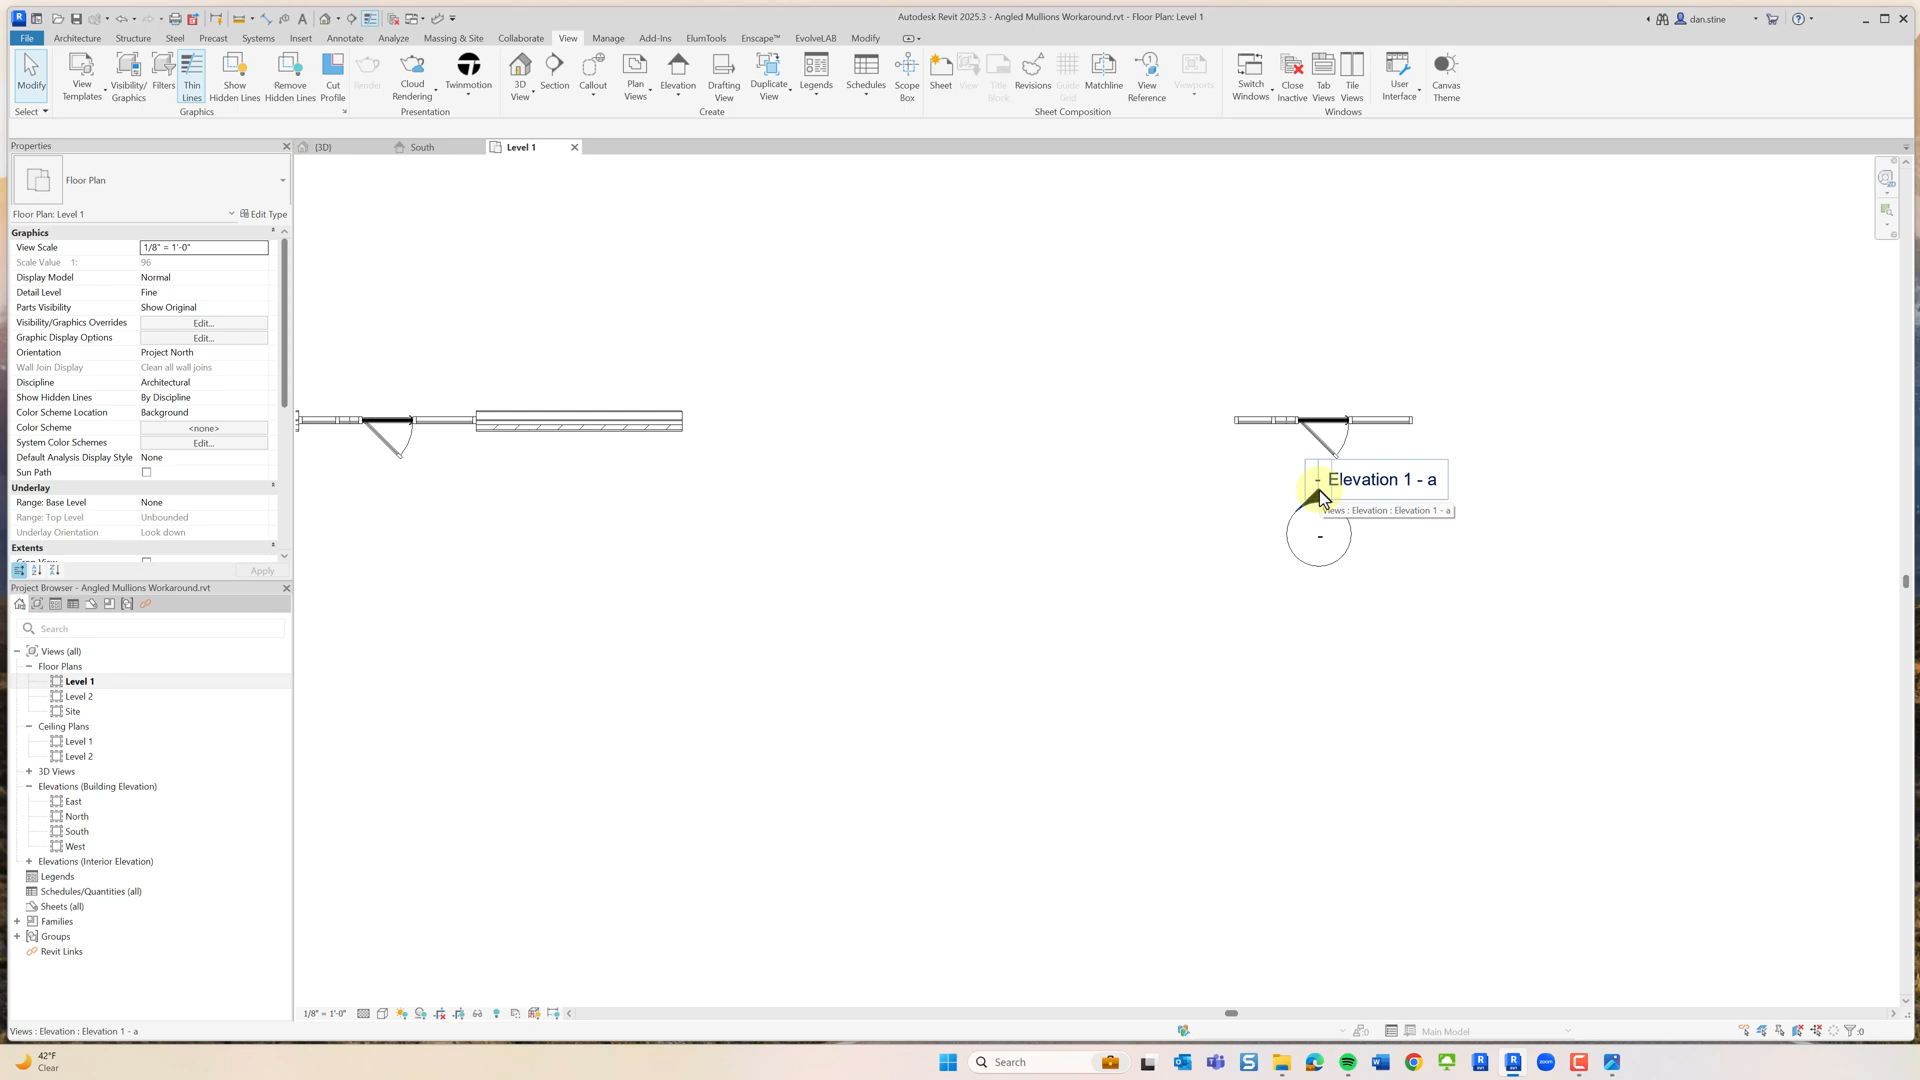 Autodesk Revit 2025.3 - Angled Mullions Workaround.rvt - Floor Plan: Level 1
dan.stine
File Architecture Structure Steel Precast Systems Insert Annotate Analyze Massing & Site Collaborate View Manage Add-Ins ElumTools Enscape™ EvolveLAB Modify
Modify
View Templates
Visibility/ Graphics
Filters
Thin Lines
Show Hidden Lines
Remove Hidden Lines
Cut Profile
Render
Cloud Rendering
Twinmotion
3D View
Section
Callout
Plan Views
Elevation
Drafting View
Duplicate View
Legends
Schedules
Scope Box
Sheet
View
Title Block
Revisions
Guide Grid
Matchline
View Reference
Viewports
Switch Windows
Close Inactive
Tab Views
Tile Views
User Interface
Canvas Theme
Select Graphics Presentation Create Sheet Composition Windows
Properties
{3D} South Level 1
Floor Plan
Floor Plan: Level 1 Edit Type
Graphics
View Scale 1/8" = 1'-0"
Scale Value 1: 96
Display Model Normal
Detail Level Fine
Parts Visibility Show Original
Visibility/Graphics Overrides Edit...
Graphic Display Options Edit...
Orientation Project North
Wall Join Display Clean all wall joins
Discipline Architectural
Show Hidden Lines By Discipline
Color Scheme Location Background
Color Scheme <none>
System Color Schemes Edit...
Default Analysis Display Style None
Sun Path
Underlay
Range: Base Level None
Range: Top Level Unbounded
Underlay Orientation Look down
Extents
Apply
Project Browser - Angled Mullions Workaround.rvt
Search
Views (all)
Floor Plans
Level 1
Level 2
Site
Ceiling Plans
Level 1
Level 2
3D Views
Elevations (Building Elevation)
East
North
South
West
Elevations (Interior Elevation)
Legends
Schedules/Quantities (all)
Sheets (all)
Families
Groups
Revit Links
- Elevation 1 - a
Views : Elevation : Elevation 1 - a
-
1/8" = 1'-0"
Views : Elevation : Elevation 1 - a
:0
Main Model
:0
42°F
Clear
Search